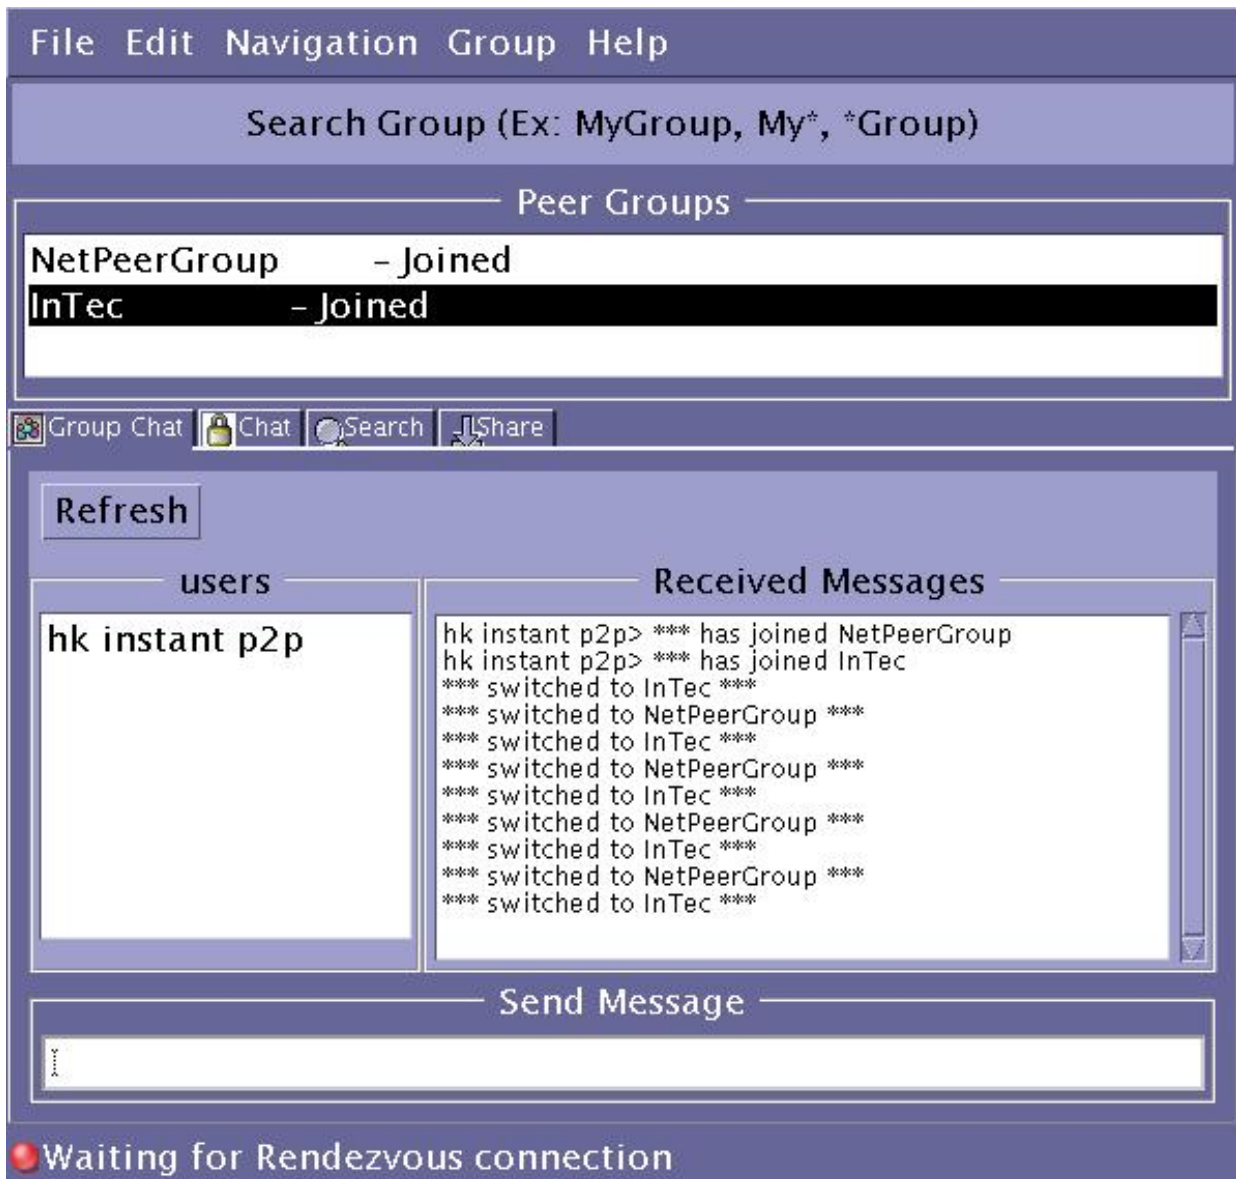 File Edit Navigation Group Help
Search Group (Ex: MyGroup, My*, *Group)
Peer Groups
NetPeerGroup - Joined
InTec - Joined
Group Chat Chat Search Share
Refresh
users
hk instant p2p
Received Messages
hk instant p2p> *** has joined NetPeerGroup
hk instant p2p> *** has joined InTec
*** switched to InTec ***
*** switched to NetPeerGroup ***
*** switched to InTec ***
*** switched to NetPeerGroup ***
*** switched to InTec ***
*** switched to NetPeerGroup ***
*** switched to InTec ***
*** switched to NetPeerGroup ***
*** switched to InTec ***
Send Message
Waiting for Rendezvous connection